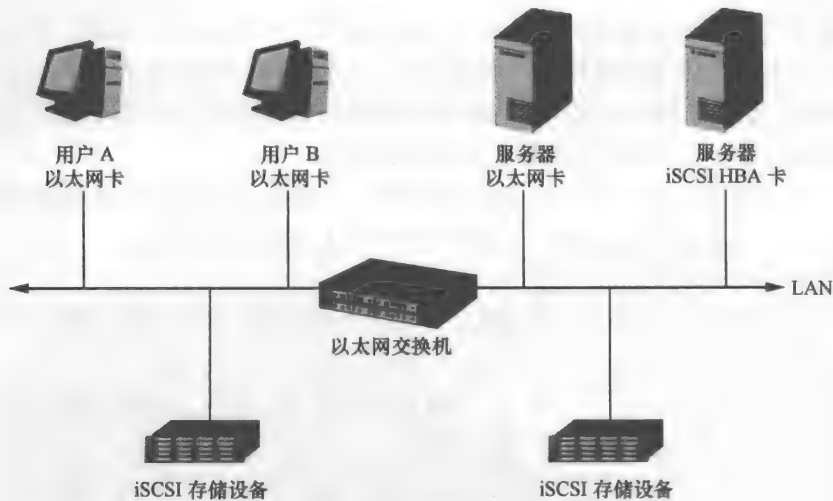 用户 A
以太网卡
用户 B
以太网卡
服务器
以太网卡
服务器
iSCSI HBA 卡
LAN
以太网交换机
iSCSI 存储设备
iSCSI 存储设备